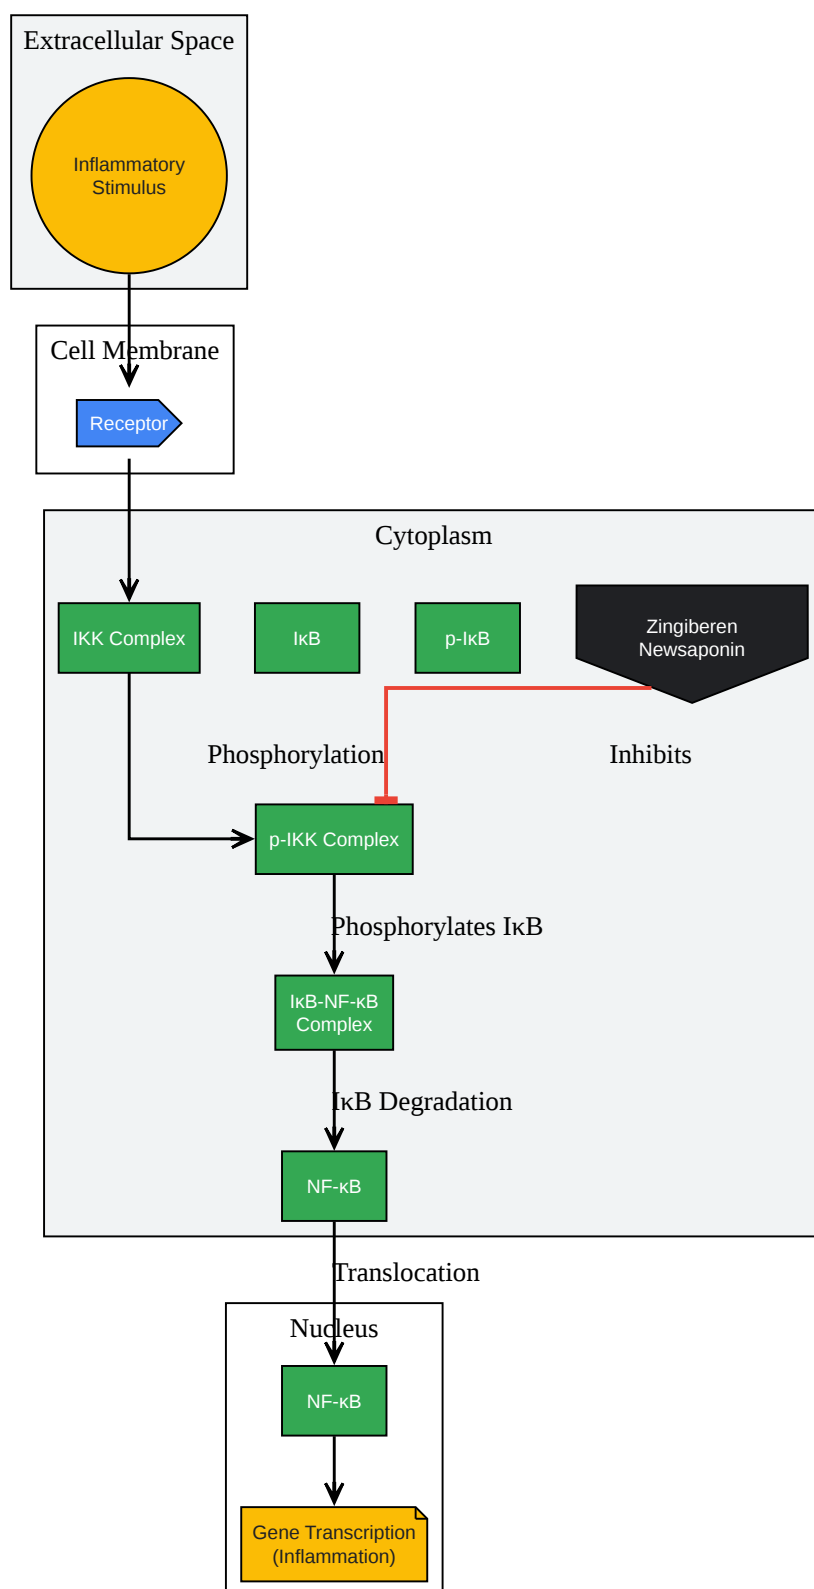 Extracellular Space
Inflammatory
Stimulus
Cell Membrane
Receptor
Cytoplasm
IKK Complex
IκB
p-IκB
Zingiberen
Newsaponin
Phosphorylation
Inhibits
p-IKK Complex
Phosphorylates IκB
IκB-NF-κB
Complex
IκB Degradation
NF-κB
Translocation
Nucleus
NF-κB
Gene Transcription
(Inflammation)